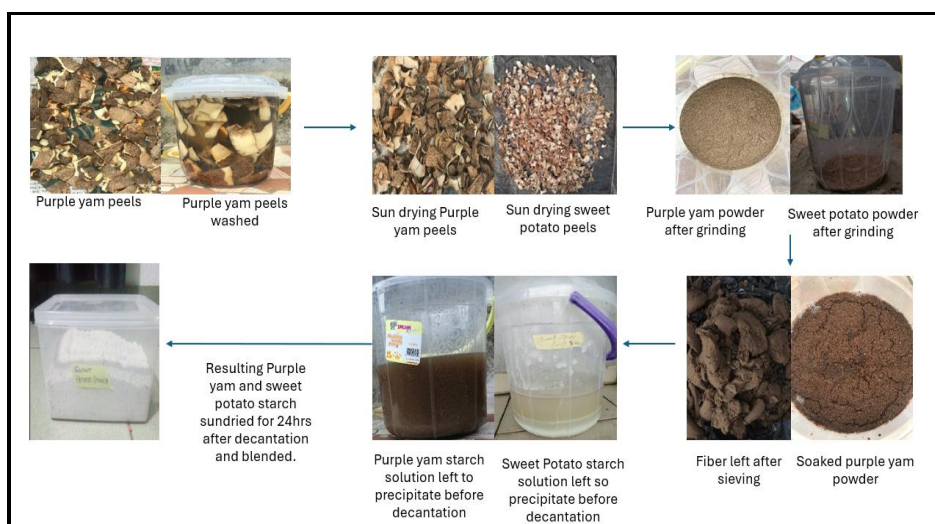 Purple yam peels
Purple yam peels
washed
Sun drying Purple
yam peels
Sun drying sweet
potato peels
Purple yam powder
after grinding
Sweet potato powder
after grinding
Resulting Purple
yam and sweet
potato starch
sundried for 24hrs
after decantation
and blended.
Purple yam starch
solution left to
precipitate before
decantation
Sweet Potato starch
solution left so
precipitate before
decantation
Fiber left after
sieving
Soaked purple yam
powder